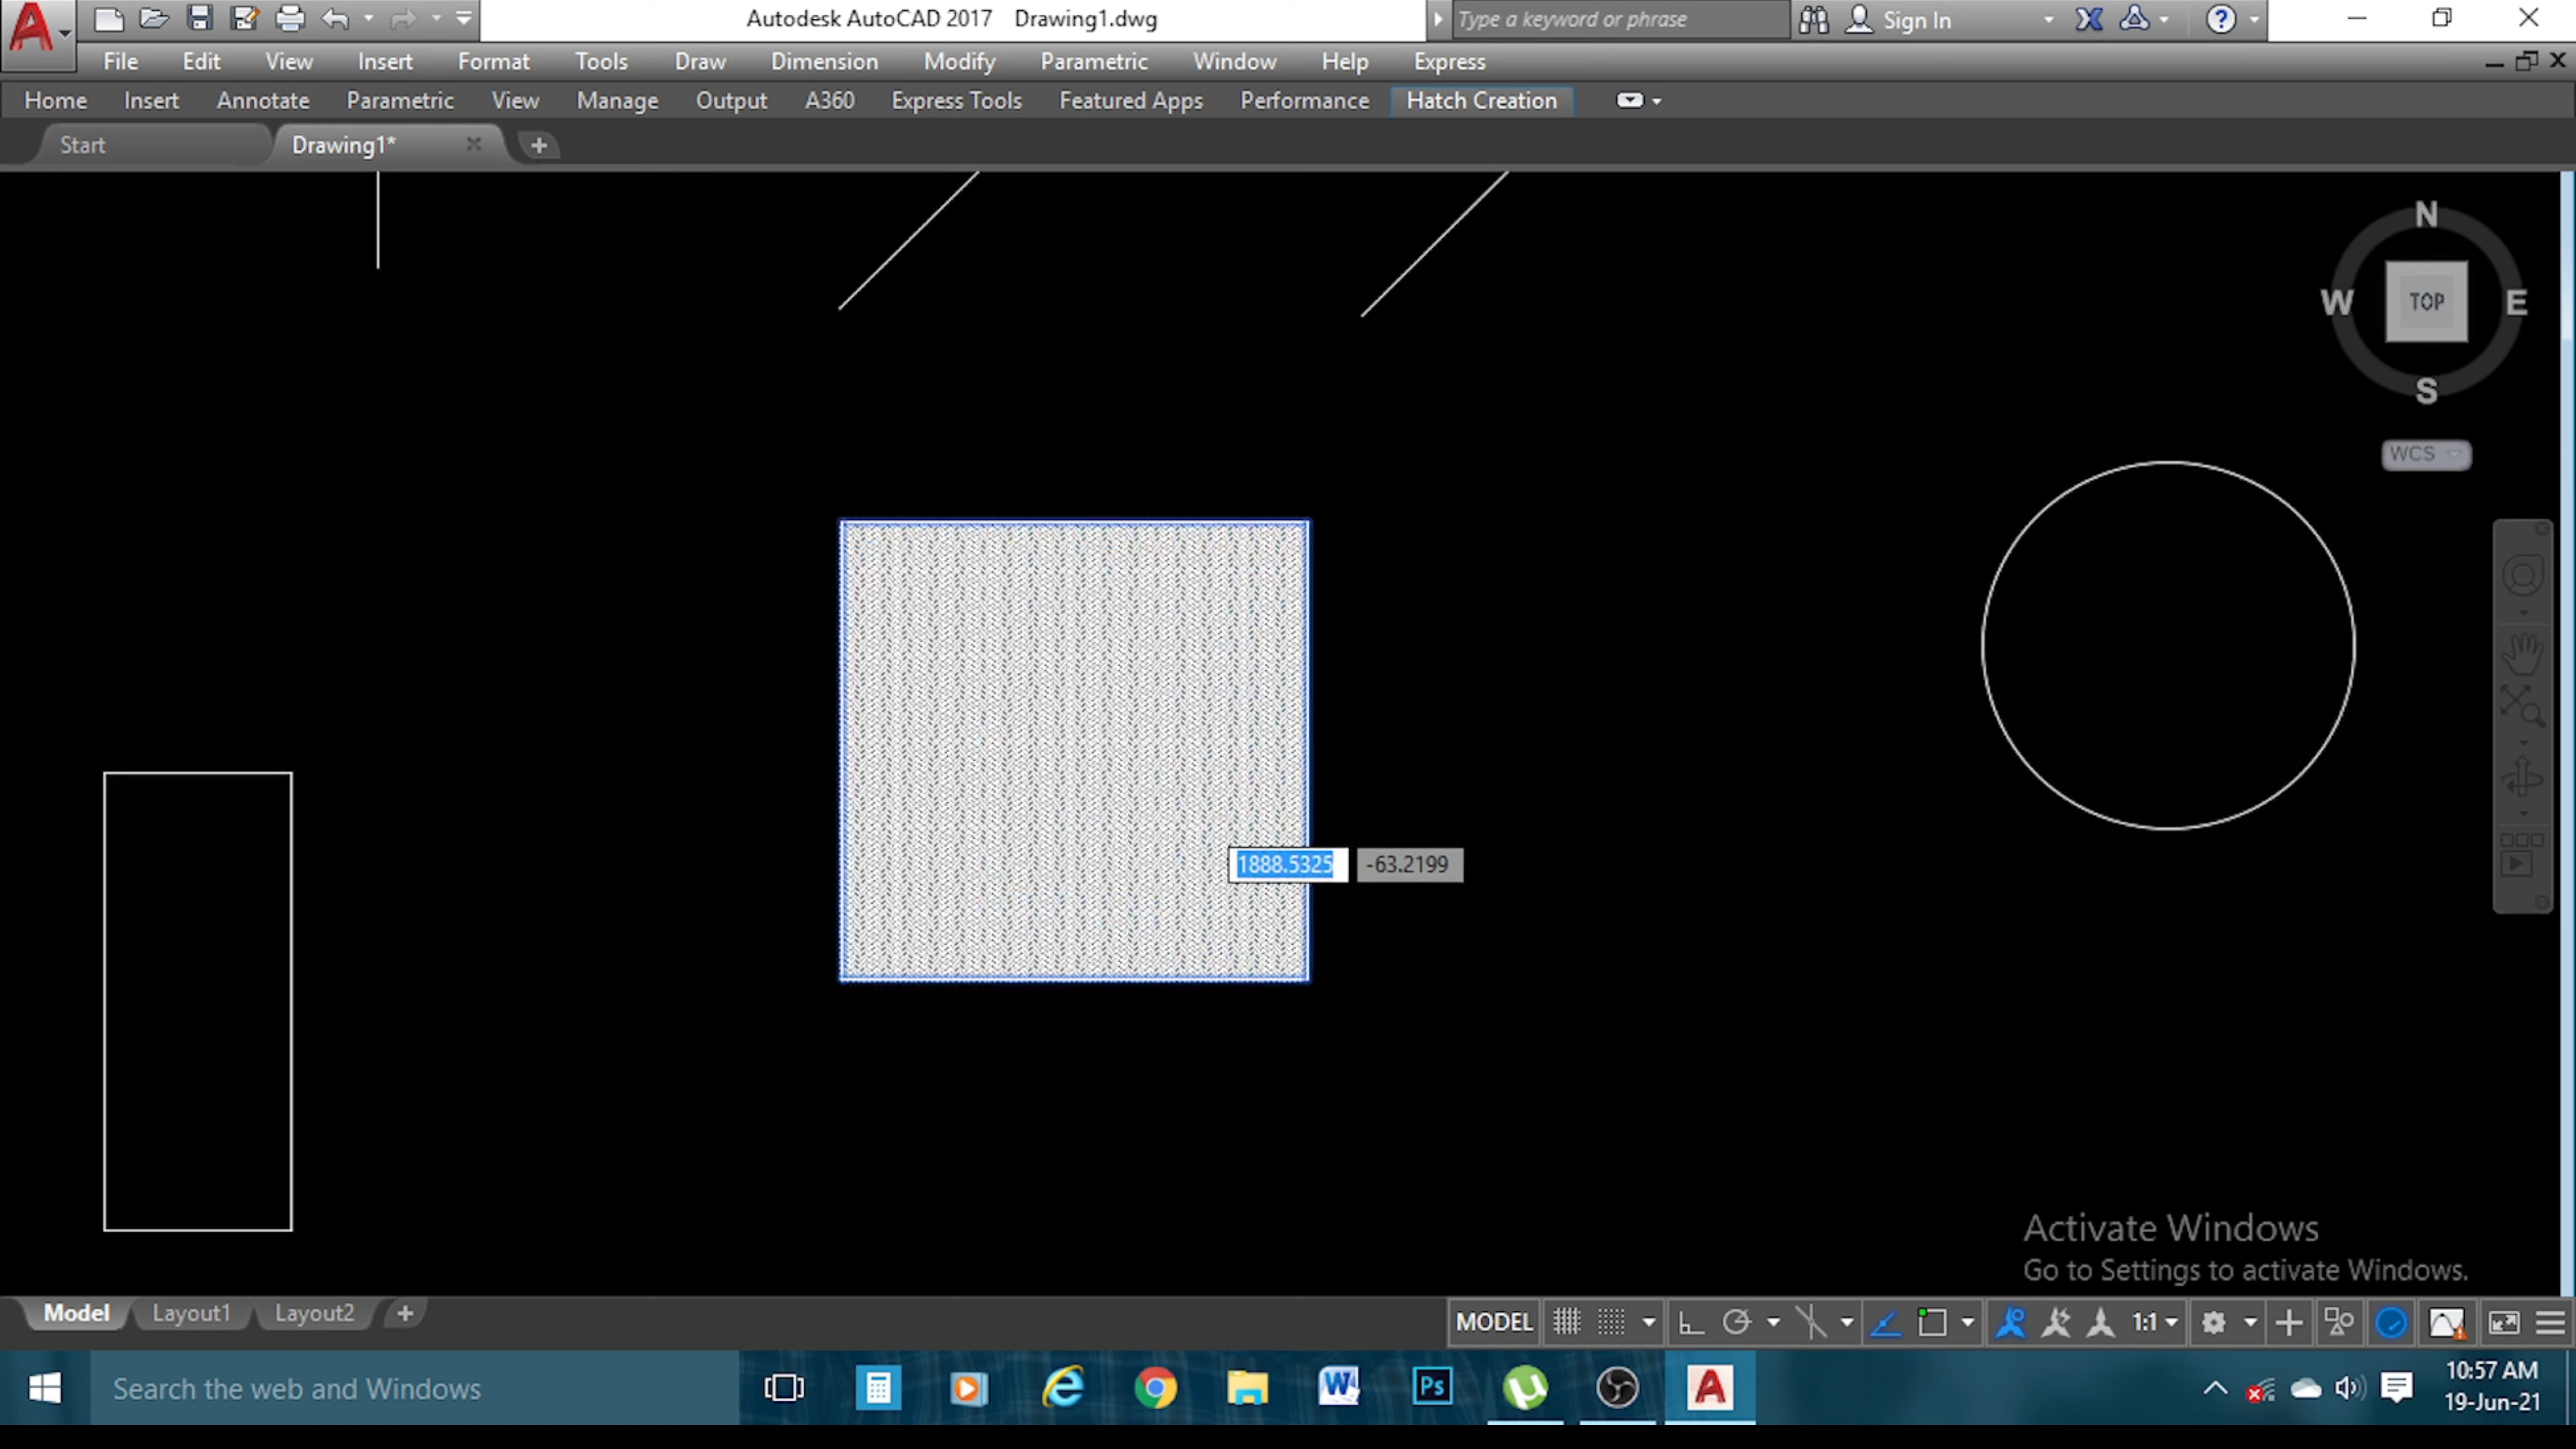 Autodesk AutoCAD 2017 Drawing1.dwg
Type a keyword or phrase
Sign In
File Edit View Insert Format Tools Draw Dimension Modify Parametric Window Help Express
Home Insert Annotate Parametric View Manage Output A360 Express Tools Featured Apps Performance Hatch Creation
Start Drawing1*
N
W TOP E
S
WCS
1888.5325 -63.2199
Activate Windows
Go to Settings to activate Windows.
Model Layout1 Layout2
MODEL 1:1
Search the web and Windows
Ps
10:57 AM
19-Jun-21